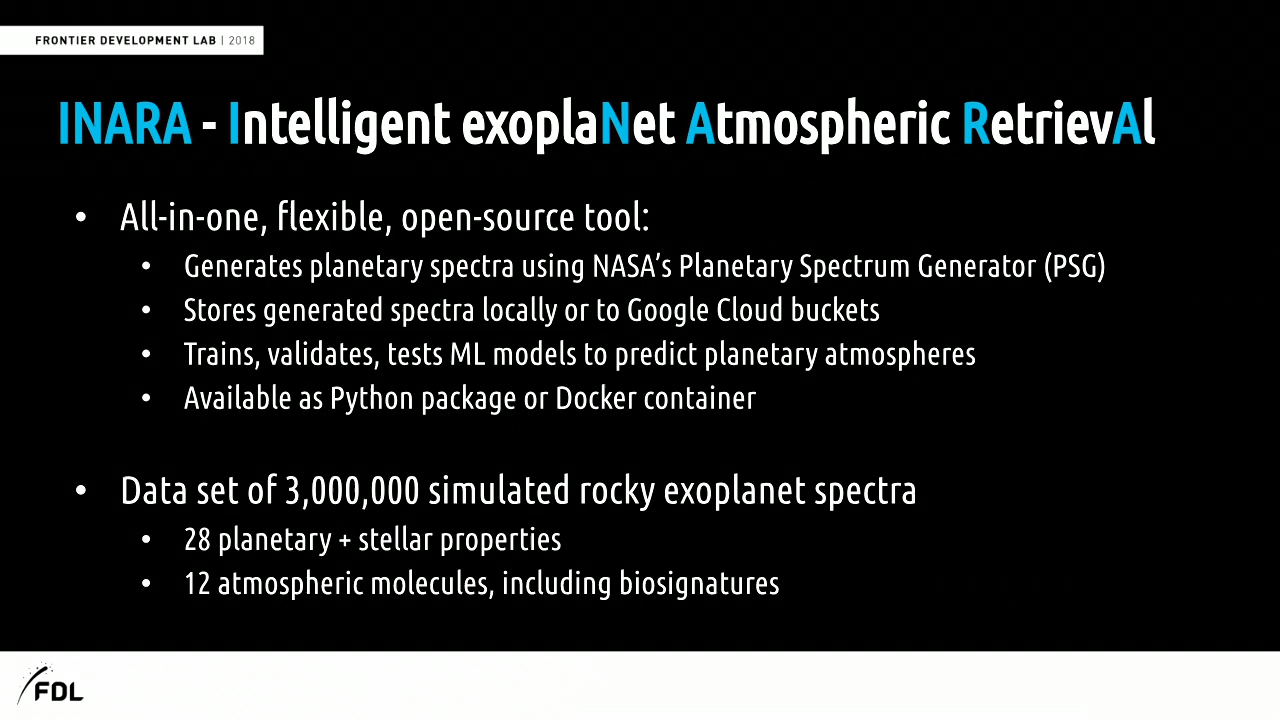 FRONTIER DEVELOPMENT LAB | 2018
INARA - Intelligent exoplaNet Atmospheric RetrievAl
• All-in-one, flexible, open-source tool:
• Generates planetary spectra using NASA’s Planetary Spectrum Generator (PSG)
• Stores generated spectra locally or to Google Cloud buckets
• Trains, validates, tests ML models to predict planetary atmospheres
• Available as Python package or Docker container
• Data set of 3,000,000 simulated rocky exoplanet spectra
• 28 planetary + stellar properties
• 12 atmospheric molecules, including biosignatures
FDL